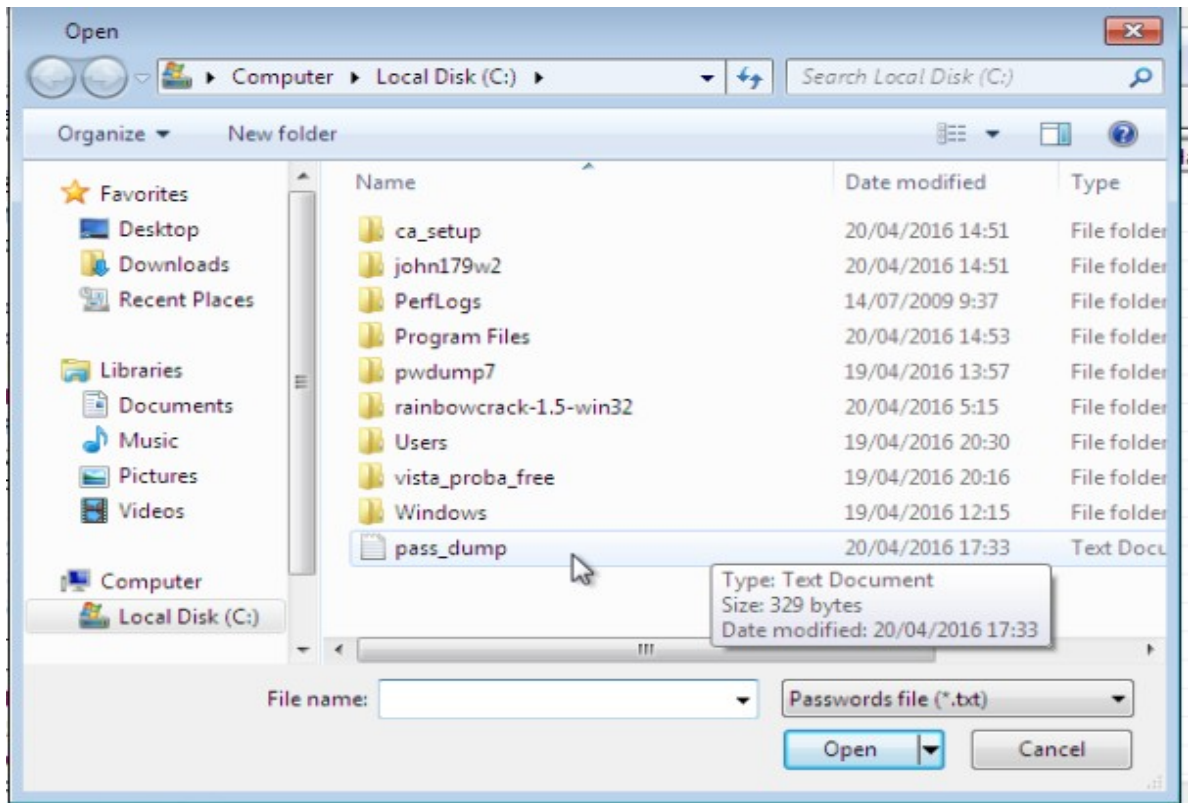 Open
Computer Local Disk (C:)
Search Local Disk (C:)
Organize New folder
Favorites
Desktop
Downloads
Recent Places
Libraries
Documents
Music
Pictures
Videos
Computer
Local Disk (C:)
Name Date modified Type
ca_setup 20/04/2016 14:51 File folder
john179w2 20/04/2016 14:51 File folder
PerfLogs 14/07/2009 9:37 File folder
Program Files 20/04/2016 14:53 File folder
pwdump7 19/04/2016 13:57 File folder
rainbowcrack-1.5-win32 20/04/2016 5:15 File folder
Users 19/04/2016 20:30 File folder
vista_proba_free 19/04/2016 20:16 File folder
Windows 19/04/2016 12:15 File folder
pass_dump 20/04/2016 17:33 Text Docu
Type: Text Document
Size: 329 bytes
Date modified: 20/04/2016 17:33
File name:
Passwords file (*.txt)
Open Cancel